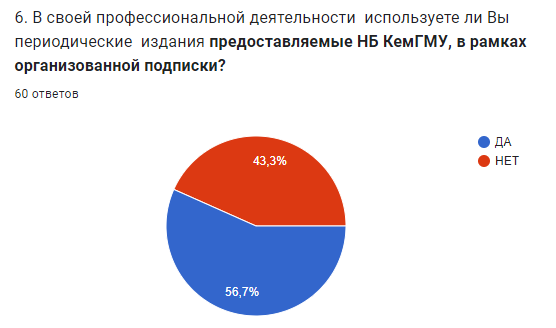 6. В своей профессиональной деятельности используете ли Вы
периодические издания предоставляемые НБ КемГМУ, в рамках
организованной подписки?
60 ответов
ДА
НЕТ
43,3%
56,7%